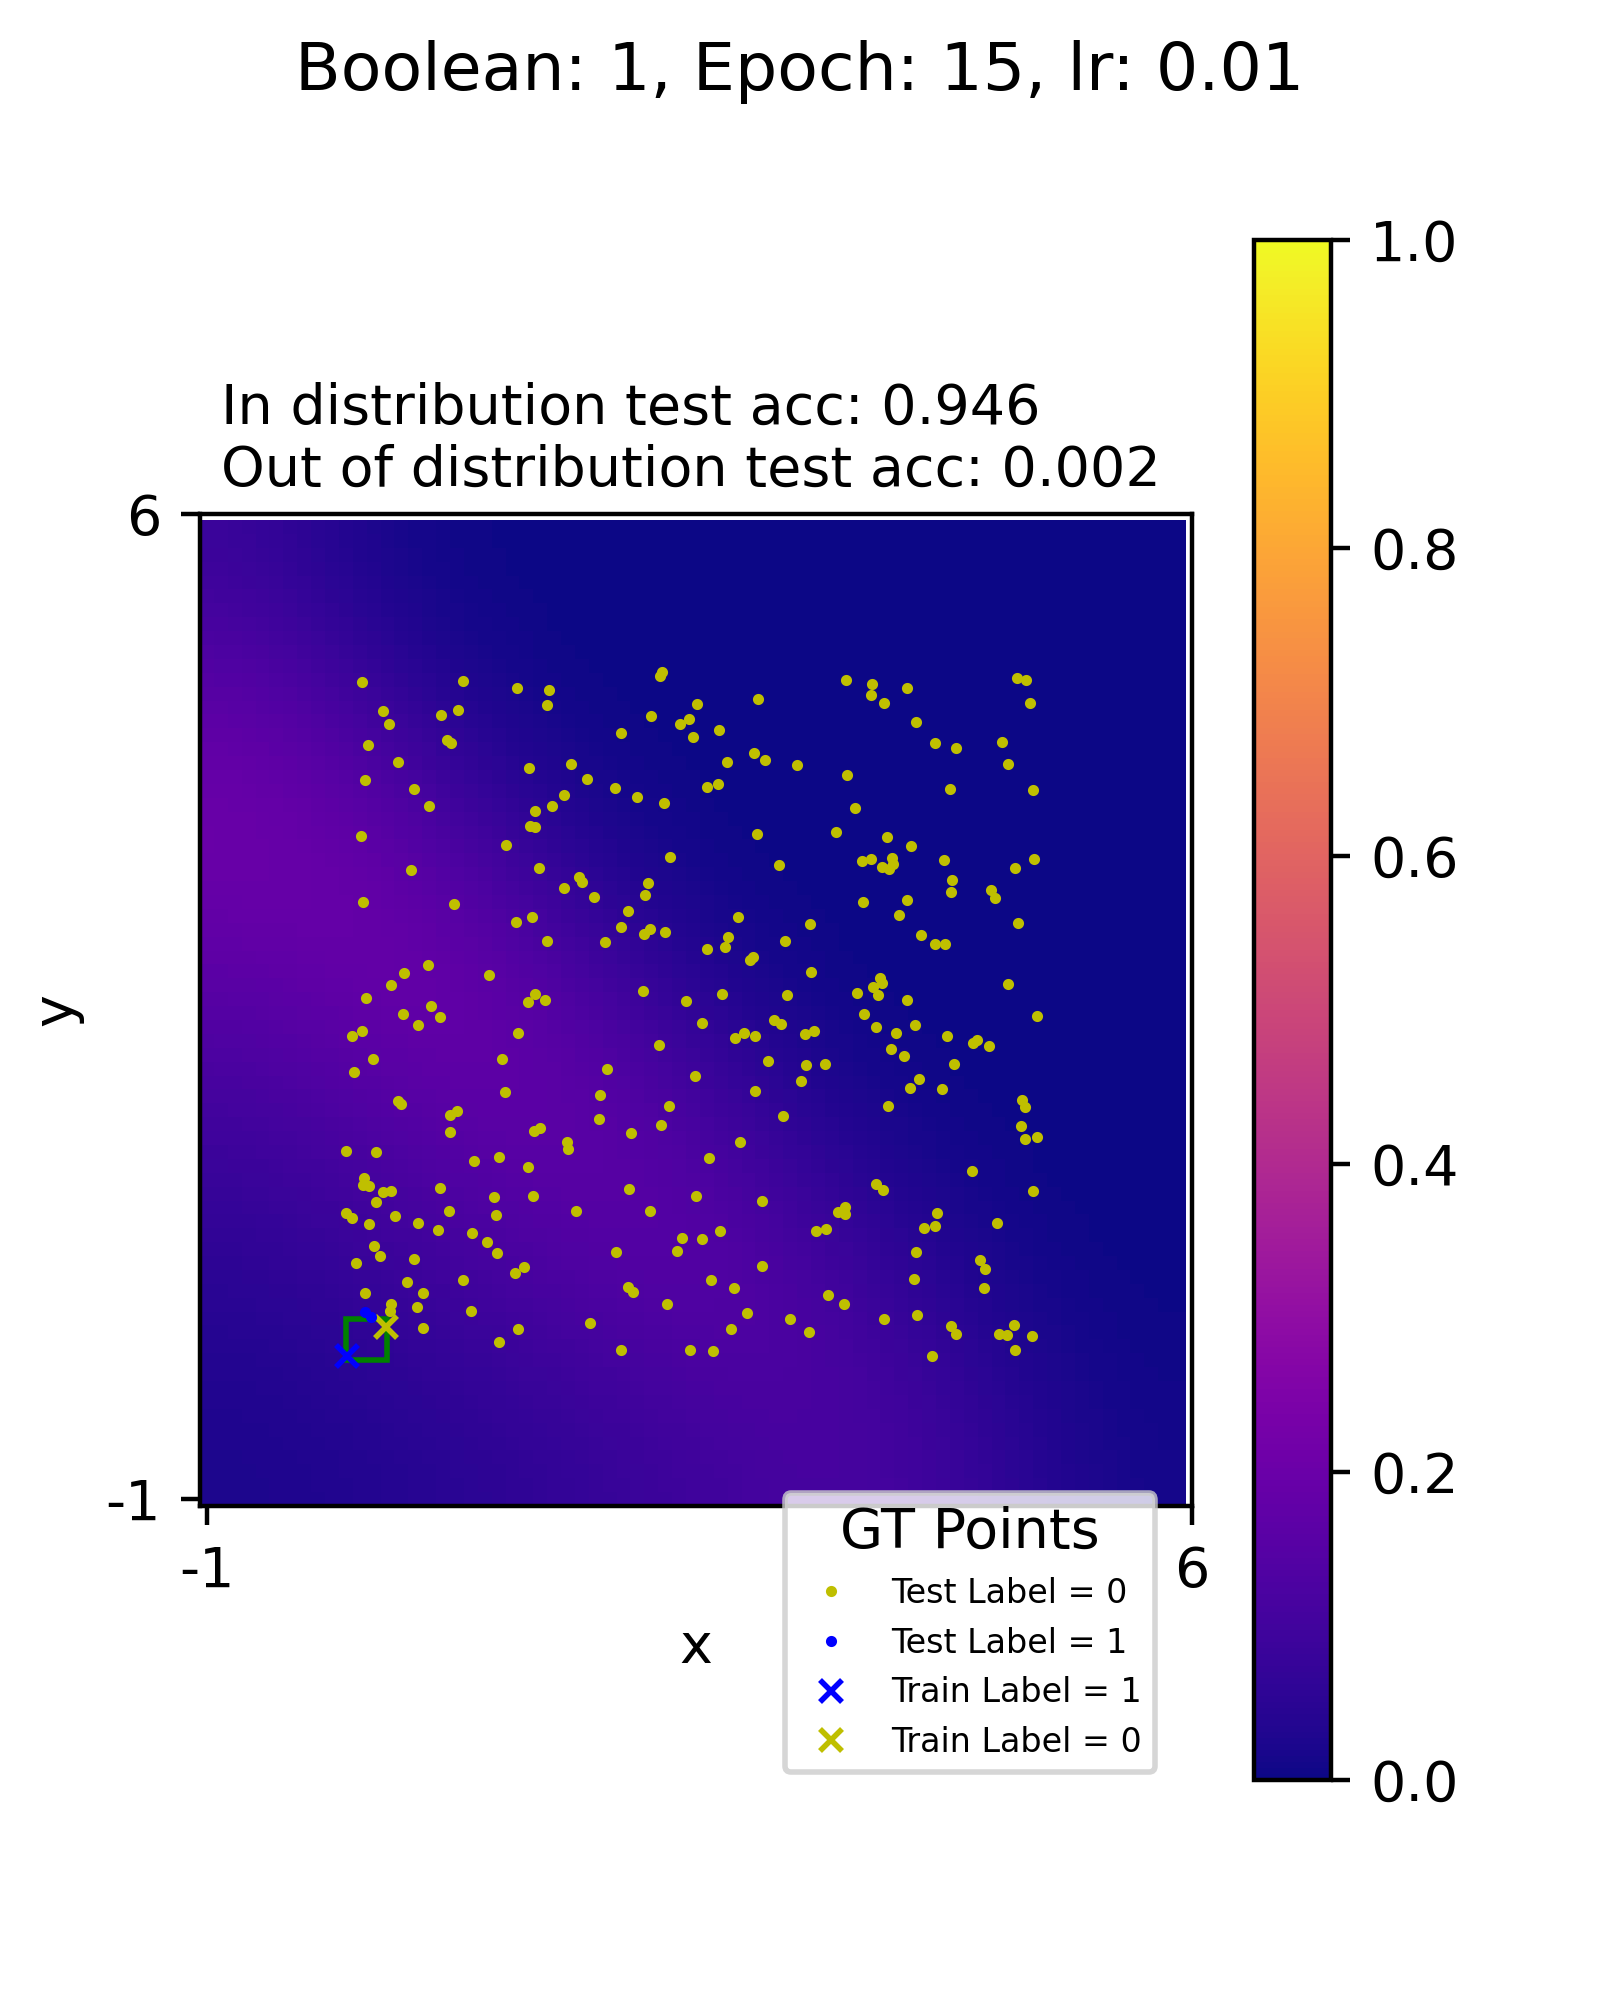 Boolean: 1, Epoch: 15, lr: 0.01
In distribution test acc: 0.946
Out of distribution test acc: 0.002
6
y
-1
-1
6
x
GT Points
Test Label = 0
Test Label = 1
Train Label = 1
Train Label = 0
1.0
0.8
0.6
0.4
0.2
0.0